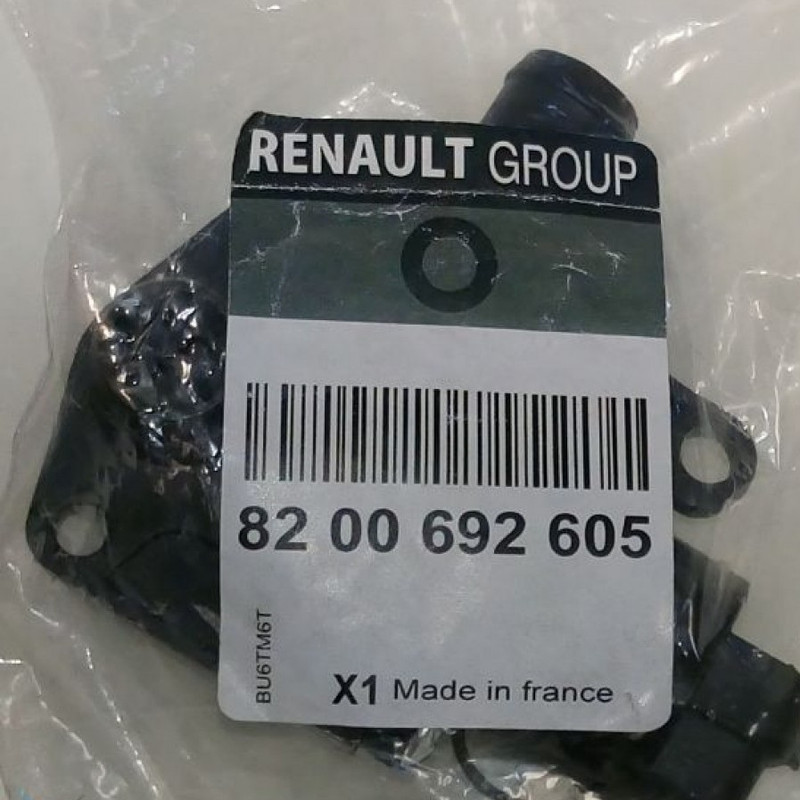 RENAULT GROUP
82 00 692 605
BU6TM6T
X1 Made in france